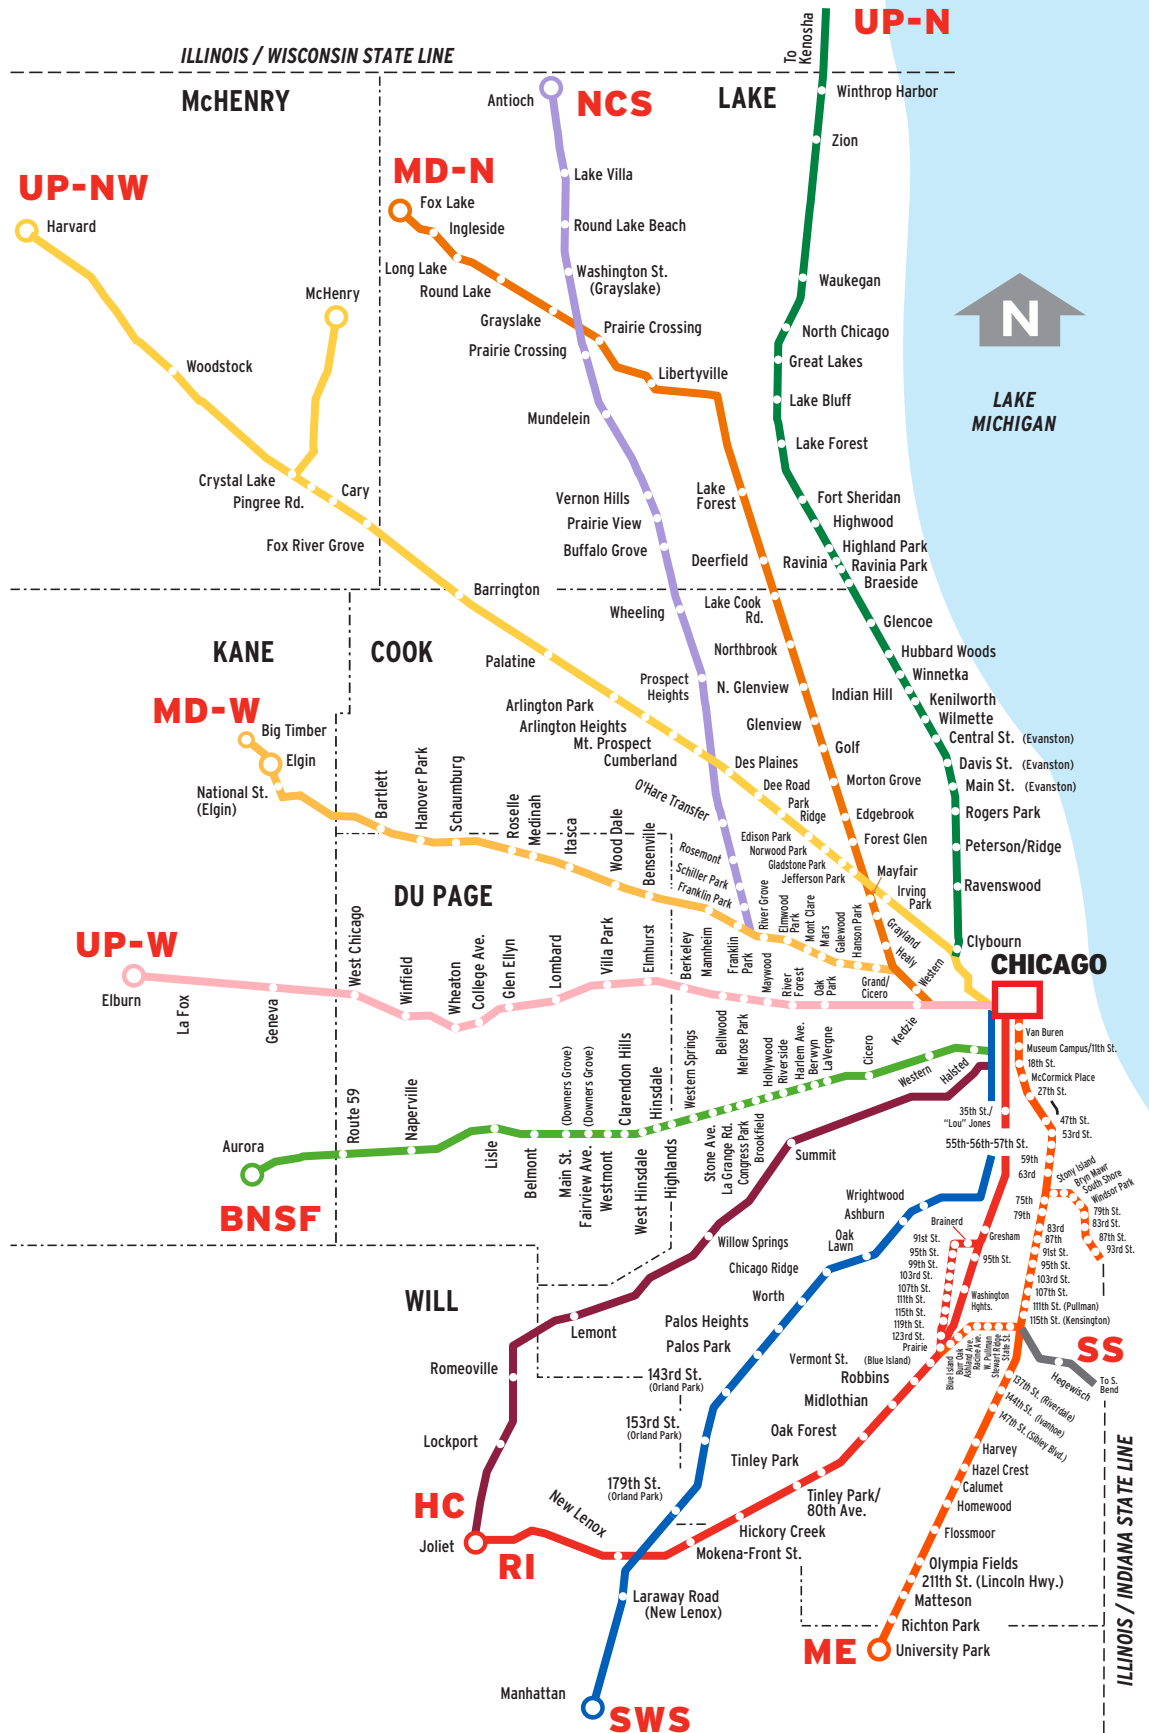 UP-N
To
Kenosha
ILLINOIS / WISCONSIN STATE LINE
McHENRY
LAKE
Antioch
NCS
Winthrop Harbor
Zion
Lake Villa
MD-N
UP-NW
Fox Lake
Ingleside
Harvard
Round Lake Beach
Long Lake
Washington St.
(Grayslake)
Round Lake
Waukegan
McHenry
Grayslake
Prairie Crossing
North Chicago
N
Prairie Crossing
Great Lakes
Woodstock
Libertyville
Lake Bluff
LAKE
MICHIGAN
Mundelein
Lake Forest
Crystal Lake
Pingree Rd.
Cary
Lake
Forest
Fort Sheridan
Vernon Hills
Highwood
Prairie View
Fox River Grove
Buffalo Grove
Highland Park
Deerfield
Ravinia
Ravinia Park
Braeside
Barrington
Wheeling
Lake Cook
Rd.
Glencoe
KANE
COOK
Northbrook
Hubbard Woods
Palatine
Winnetka
Prospect
Heights
N. Glenview
Indian Hill
Kenilworth
MD-W
Arlington Park
Wilmette
Big Timber
Arlington Heights
Glenview
Central St. (Evanston)
Mt. Prospect
Golf
Elgin
Cumberland
Des Plaines
Davis St. (Evanston)
Morton Grove
Dee Road
Main St. (Evanston)
National St.
(Elgin)
Park
Ridge
O'Hare Transfer
Edgebrook
Rogers Park
Bartlett
Hanover Park
Schaumburg
Roselle
Medinah
Itasca
Wood Dale
Bensenville
Edison Park
Norwood Park
Gladstone Park
Jefferson Park
Forest Glen
Peterson/Ridge
Rosemont
Schiller Park
Franklin Park
Mayfair
Irving
Park
Ravenswood
DU PAGE
River Grove
Elmwood
Park
Mont Clare
Mars
Galewood
Hanson Park
Grayland
Healy
Western
Clybourn
UP-W
Elburn
La Fox
Geneva
West Chicago
Winfield
Wheaton
College Ave.
Glen Ellyn
Lombard
Villa Park
Elmhurst
Berkeley
Mannheim
Franklin
Park
Maywood
River
Forest
Oak
Park
Grand/
Cicero
CHICAGO
Kedzie
Bellwood
Melrose Park
Van Buren
Museum Campus/11th St.
18th St.
McCormick Place
27th St.
Aurora
Route 59
Naperville
Lisle
Belmont
Main St.
(Downers Grove)
Fairview Ave.
(Downers Grove)
Westmont
Clarendon Hills
West Hinsdale
Hinsdale
Highlands
Western Springs
Stone Ave.
La Grange Rd.
Congress Park
Brookfield
Hollywood
Riverside
Harlem Ave.
Berwyn
LaVergne
Cicero
Western
Halsted
BNSF
35th St./
"Lou" Jones
47th St.
53rd St.
55th-56th-57th St.
59th
63rd
Stony Island
Bryn Mawr
South Shore
Windsor Park
79th St.
83rd St.
87th St.
93rd St.
75th
79th
83rd
87th
91st St.
95th St.
103rd St.
107th St.
111th St. (Pullman)
115th St. (Kensington)
Summit
Wrightwood
Ashburn
Oak
Lawn
Willow Springs
Chicago Ridge
Worth
Brainerd
91st St.
95th St.
99th St.
103rd St.
107th St.
111th St.
115th St.
119th St.
123rd St.
Prairie
Gresham
95th St.
Washington
Hghts.
WILL
Lemont
Palos Heights
Palos Park
Vermont St. (Blue Island)
Blue Island
Burr Oak
Ashland Ave.
Racine Ave.
W. Pullman
Stewart Ridge
State St.
SS
Hegewisch
To S.
Bend
Romeoville
143rd St.
(Orland Park)
Robbins
Midlothian
137th St. (Riverdale)
144th St. (Ivanhoe)
147th St. (Sibley Blvd.)
153rd St.
(Orland Park)
Oak Forest
Lockport
Tinley Park
Harvey
Hazel Crest
Calumet
Homewood
179th St.
(Orland Park)
Tinley Park/
80th Ave.
HC
New Lenox
Joliet
RI
Hickory Creek
Mokena-Front St.
Flossmoor
Olympia Fields
211th St. (Lincoln Hwy.)
Matteson
Laraway Road
(New Lenox)
Richton Park
ME
University Park
ILLINOIS / INDIANA STATE LINE
Manhattan
SWS